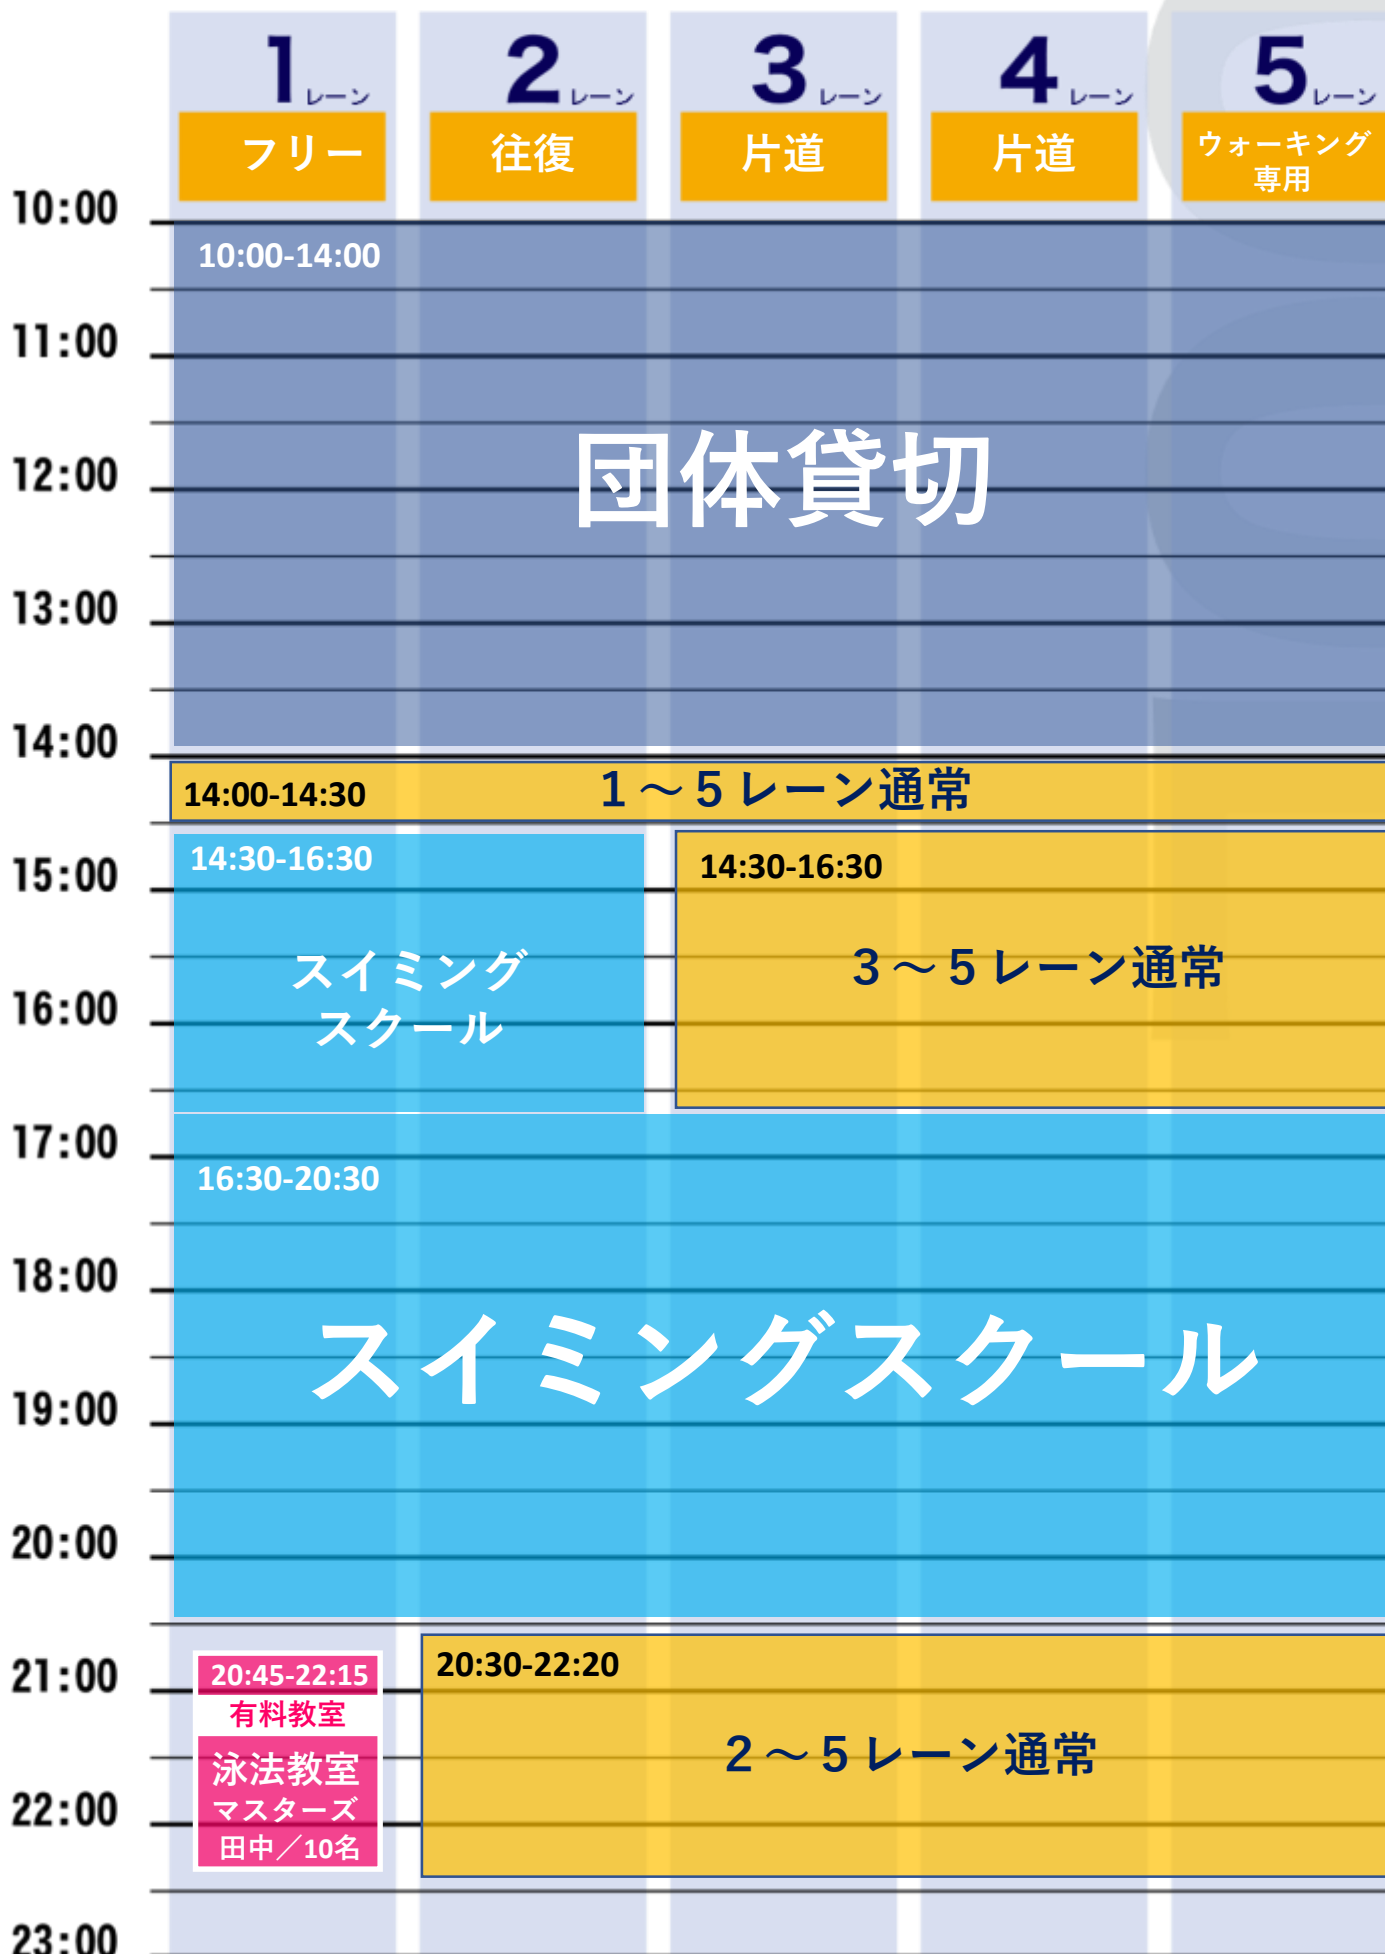 1レーン
2レーン
3レーン
4レーン
5レーン
フリー
往復
片道
片道
ウォーキング
専用
10:00
10:00-14:00
11:00
団体貸切
12:00
13:00
14:00
14:00-14:30
1～5レーン通常
14:30-16:30
14:30-16:30
15:00
スイミング
スクール
3～5レーン通常
16:00
17:00
16:30-20:30
18:00
スイミングスクール
19:00
20:00
20:45-22:15
有料教室
泳法教室
マスターズ
田中／10名
20:30-22:20
21:00
2～5レーン通常
22:00
23:00